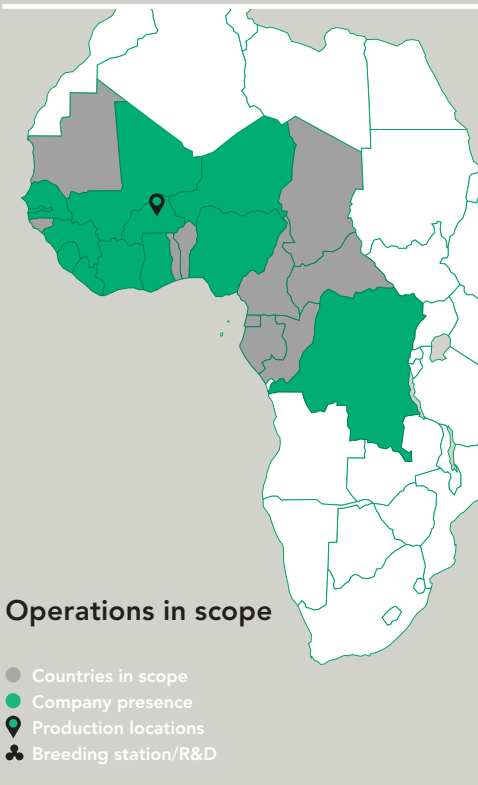 Operations in scope
Countries in scope
Company presence
Production locations
Breeding station/R&D